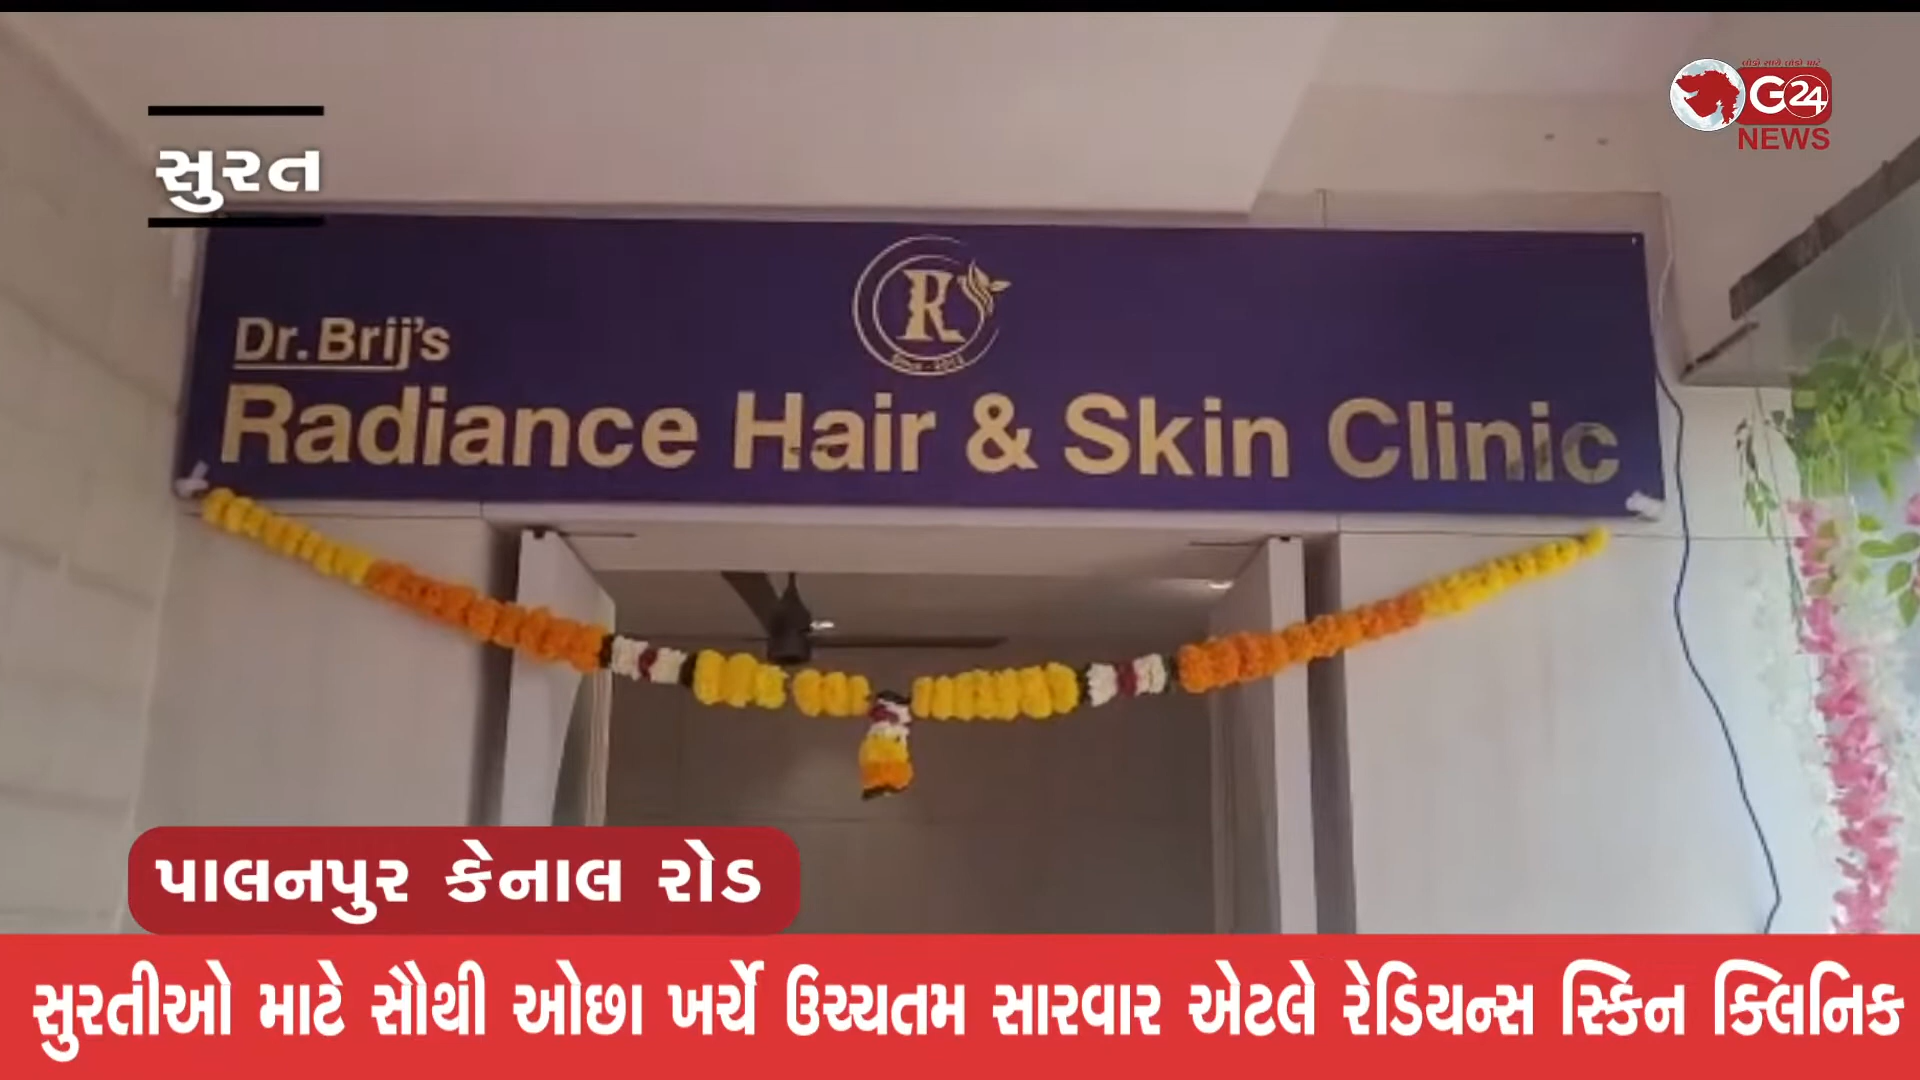 સુરત
G24
NEWS
R
Dr. Brij's
Radiance Hair & Skin Clinic
પાલનપુર કેનાલ રોડ
સુરતીઓ માટે સૌથી ઓછા ખર્ચે ઉચ્ચતમ સારવાર એટલે રેડિયન્સ સ્કિન ક્લિનિક